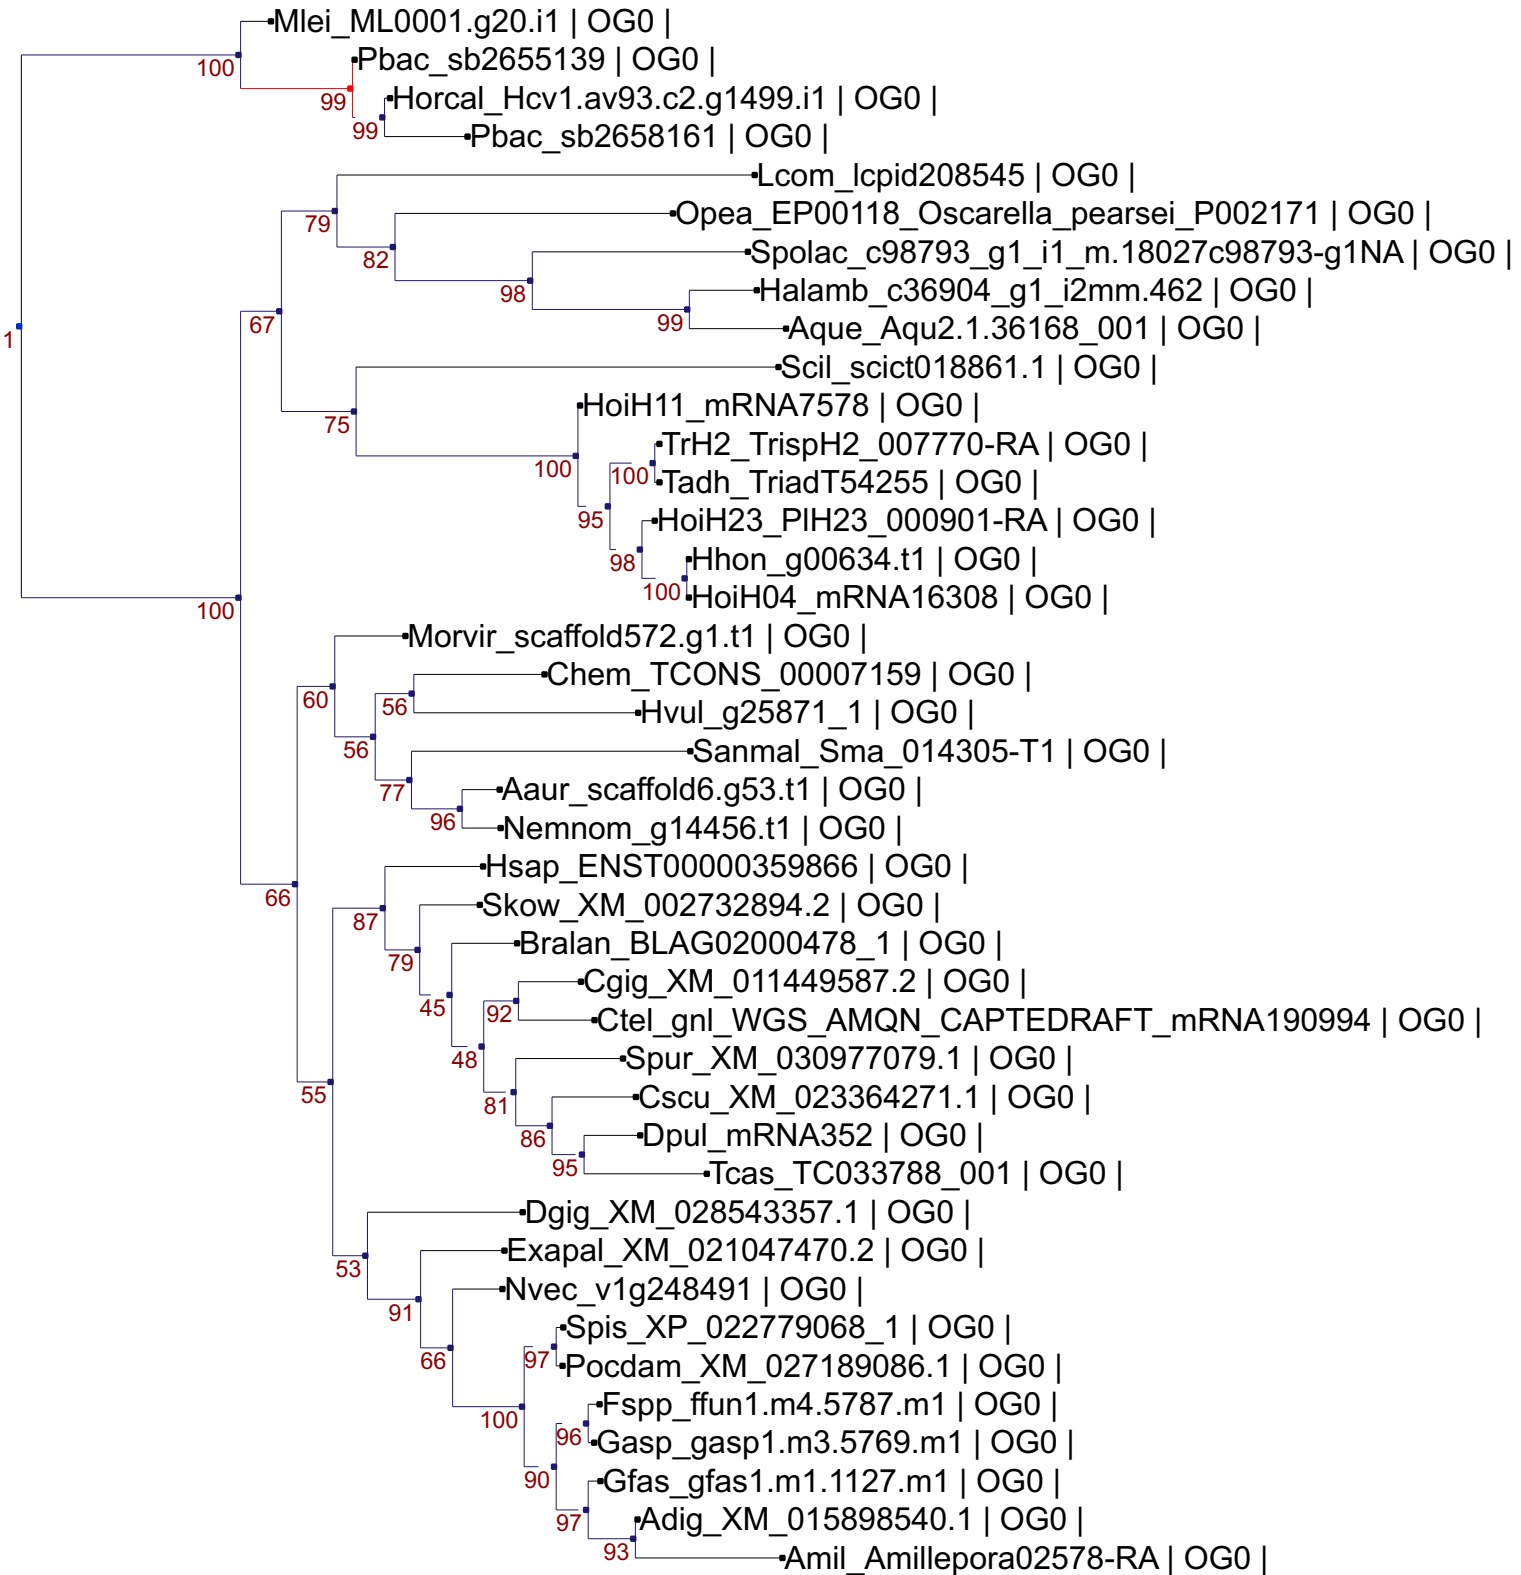 Mlei_ML0001.g20.i1 | OG0 |
100
Pbac_sb2655139 | OG0 |
99
Horcal_Hcv1.av93.c2.g1499.i1 | OG0 |
99
Pbac_sb2658161 | OG0 |
Lcom_lcpid208545 | OG0 |
79
Opea_EP00118_Oscarella_pearsei_P002171 | OG0 |
82
Spolac_c98793_g1_i1_m.18027c98793-g1NA | OG0 |
98
Halamb_c36904_g1_i2mm.462 | OG0 |
67
99
Aque_Aqu2.1.36168_001 | OG0 |
1
Scil_scict018861.1 | OG0 |
75
HoiH11_mRNA7578 | OG0 |
TrH2_TrispH2_007770-RA | OG0 |
100
100
Tadh_TriadT54255 | OG0 |
95
HoiH23_PlH23_000901-RA | OG0 |
98
Hhon_g00634.t1 | OG0 |
100
HoiH04_mRNA16308 | OG0 |
100
Morvir_scaffold572.g1.t1 | OG0 |
Chem_TCONS_00007159 | OG0 |
60
56
Hvul_g25871_1 | OG0 |
56
Sanmal_Sma_014305-T1 | OG0 |
77
Aaur_scaffold6.g53.t1 | OG0 |
96
Nemnom_g14456.t1 | OG0 |
Hsap_ENST00000359866 | OG0 |
66
Skow_XM_002732894.2 | OG0 |
87
Bralan_BLAG02000478_1 | OG0 |
79
Cgig_XM_011449587.2 | OG0 |
45
92
Ctel_gnl_WGS_AMQN_CAPTEDRAFT_mRNA190994 | OG0 |
48
Spur_XM_030977079.1 | OG0 |
55
81
Cscu_XM_023364271.1 | OG0 |
86
Dpul_mRNA352 | OG0 |
95
Tcas_TC033788_001 | OG0 |
Dgig_XM_028543357.1 | OG0 |
53
Exapal_XM_021047470.2 | OG0 |
91
Nvec_v1g248491 | OG0 |
Spis_XP_022779068_1 | OG0 |
66
97
Pocdam_XM_027189086.1 | OG0 |
Fspp_ffun1.m4.5787.m1 | OG0 |
100
96
Gasp_gasp1.m3.5769.m1 | OG0 |
90
Gfas_gfas1.m1.1127.m1 | OG0 |
97
Adig_XM_015898540.1 | OG0 |
93
Amil_Amillepora02578-RA | OG0 |